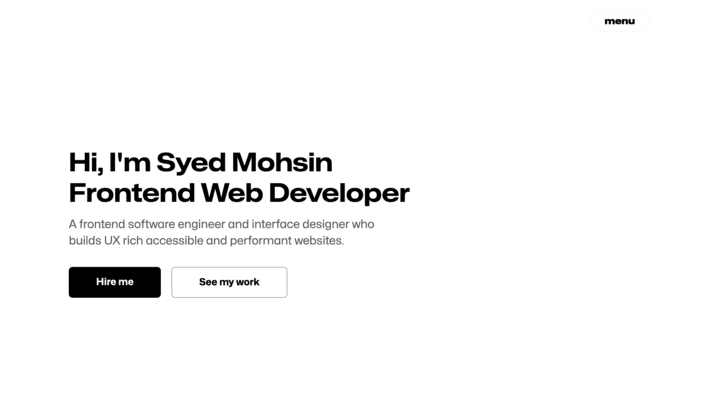 menu
Hi, I'm Syed Mohsin
Frontend Web Developer
A frontend software engineer and interface designer who
builds UX rich accessible and performant websites.
Hire me
See my work